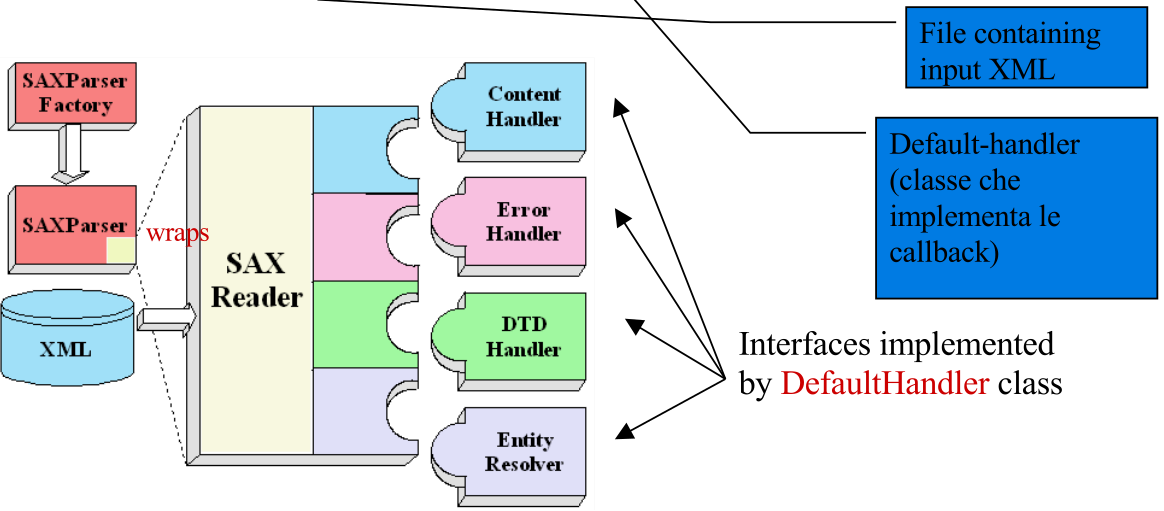 File containing
input XML
SAXParser
Factory
Content
Handler
Default-handler
(classe che
implementa le
callback)
SAXParser
wraps
Error
Handler
SAX
Reader
XML
DTD
Handler
Interfaces implemented
by DefaultHandler class
Entity
Resolver